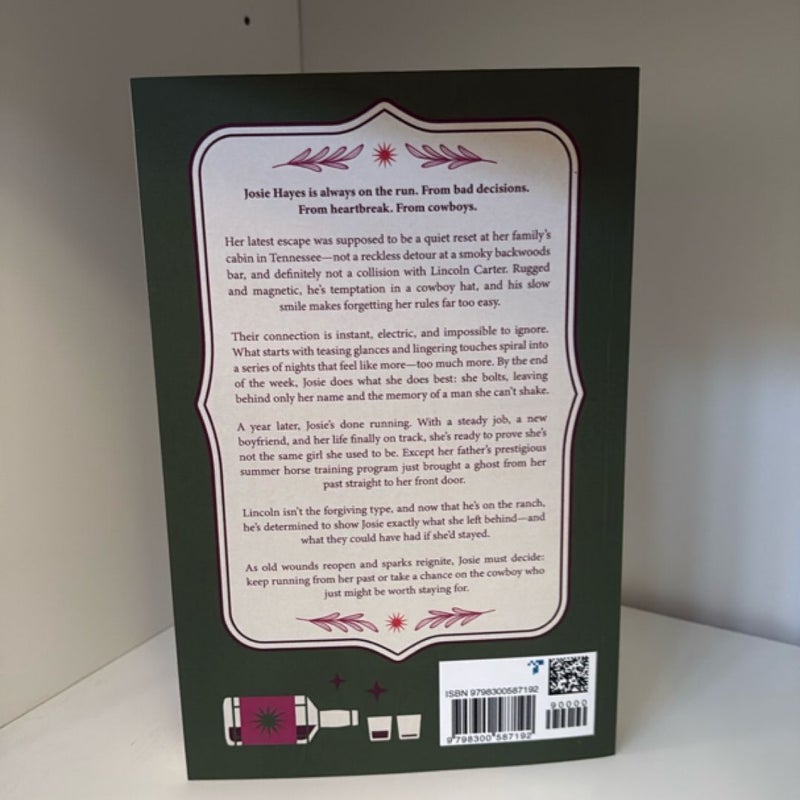 Josie Hayes is always on the run. From bad decisions.
From heartbreak. From cowboys.
Her latest escape was supposed to be a quiet reset at her family's
cabin in Tennessee—not a reckless detour at a smoky backwoods
bar, and definitely not a collision with Lincoln Carter. Rugged
and magnetic, he's temptation in a cowboy hat, and his slow
smile makes forgetting her rules far too easy.
Their connection is instant, electric, and impossible to ignore.
What starts with teasing glances and lingering touches spiral into
a series of nights that feel like more—too much more. By the end
of the week, Josie does what she does best: she bolts, leaving
behind only her name and the memory of a man she can't shake.
A year later, Josie's done running. With a steady job, a new
boyfriend, and her life finally on track, she's ready to prove she's
not the same girl she used to be. Except her father's prestigious
summer horse training program just brought a ghost from her
past straight to her front door.
Lincoln isn't the forgiving type, and now that he's on the ranch,
he's determined to show Josie exactly what she left behind—and
what they could have had if she'd stayed.
As old wounds reopen and sparks reignite, Josie must decide:
keep running from her past or take a chance on the cowboy who
just might be worth staying for.
ISBN 9798300587192
90000
9 798300 587192